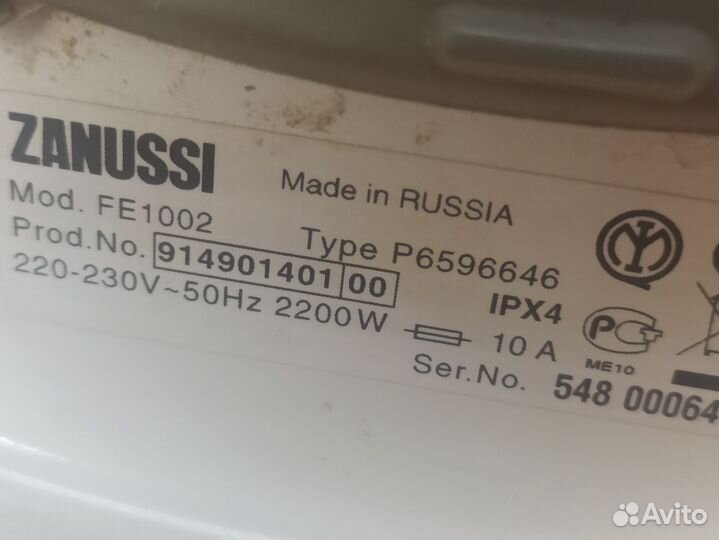 ZANUSSI
Made in RUSSIA
Mod. FE1002
Type P6596646
Prod.No. 914901401 00
IPX4
220-230V~50Hz 2200W
10 A
ME10
Ser.No. 548 00064
Avito